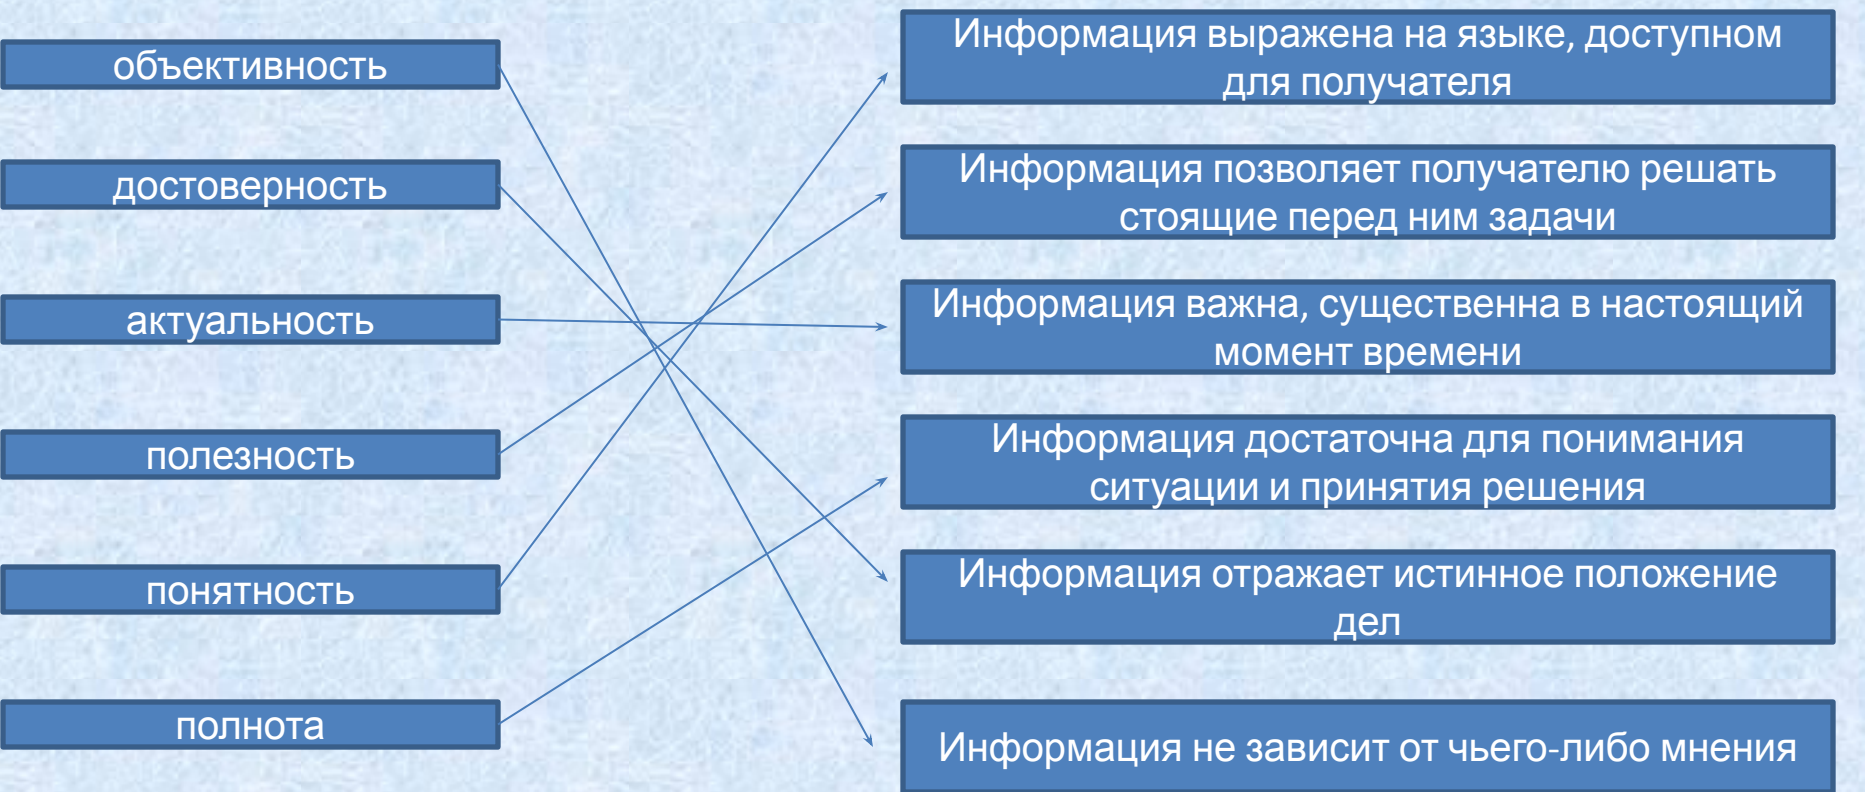 объективность
достоверность
актуальность
полезность
понятность
полнота
Информация выражена на языке, доступном
для получателя
Информация позволяет получателю решать
стоящие перед ним задачи
Информация важна, существенна в настоящий
момент времени
Информация достаточна для понимания
ситуации и принятия решения
Информация отражает истинное положение
дел
Информация не зависит от чьего-либо мнения